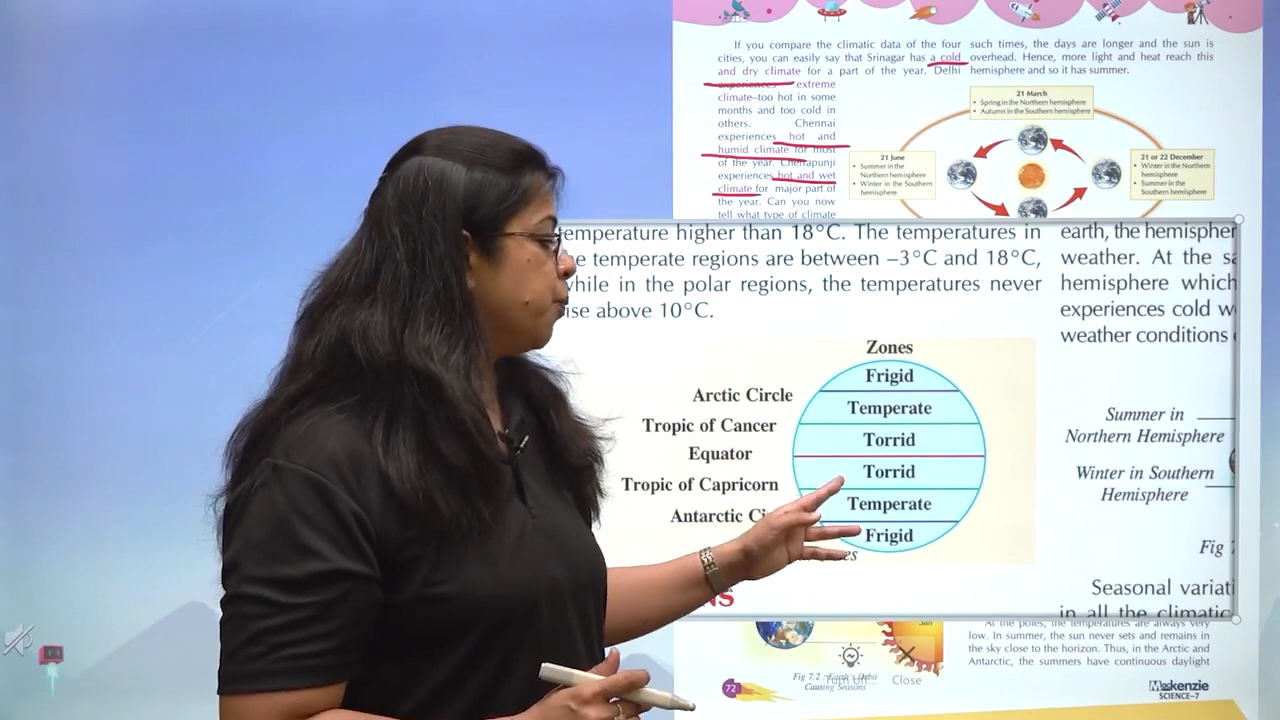 If you compare the climatic data of the four
cities, you can easily say that Srinagar has a cold
and dry climate for a part of the year. Delhi
experiences extreme
climate–too hot in some
months and too cold in
others. Chennai
experiences hot and
humid climate for most
of the year. Cherrapunji
experiences hot and wet
climate for major part of
the year. Can you now
tell what type of climate
such times, the days are longer and the sun is
overhead. Hence, more light and heat reach this
hemisphere and so it has summer.
21 March
• Spring in the Northern hemisphere
• Autumn in the Southern hemisphere
21 June
• Summer in the
Northern hemisphere
• Winter in the Southern
hemisphere
21 or 22 December
• Winter in the Northern
hemisphere
• Summer in the
Southern hemisphere
temperature higher than 18°C. The temperatures in
temperate regions are between –3°C and 18°C,
while in the polar regions, the temperatures never
above 10°C.
Zones
Frigid
Arctic Circle
Temperate
Tropic of Cancer
Torrid
Equator
Torrid
Tropic of Capricorn
Temperate
Antarctic
Frigid
earth, the
weather. At the
hemisphere which
experiences cold
weather conditions
Summer in
Northern Hemisphere
Winter in Southern
Hemisphere
Fig
Seasonal
in all the climatic
Sun
Fig 7.2 Earth's Orbit
Causing Seasons
Turn off...
Close
At the poles, the temperatures are always very
low. In summer, the sun never sets and remains in
the sky close to the horizon. Thus, in the Arctic and
Antarctic, the summers have continuous daylight
72
Mackenzie
SCIENCE–7